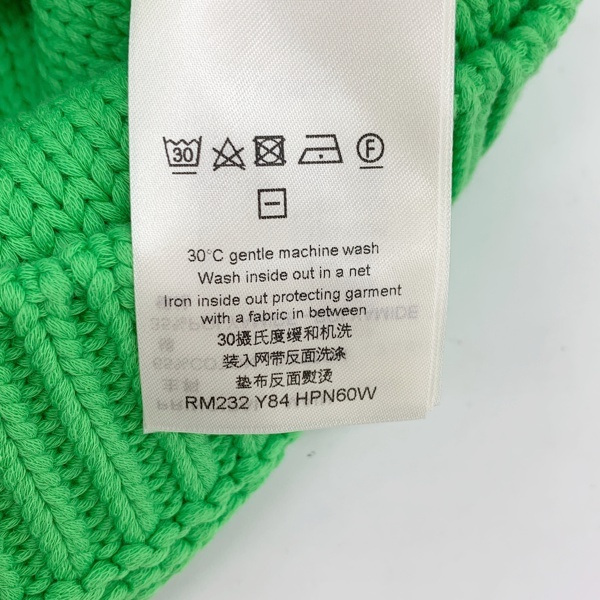 30
F
30°C gentle machine wash
Wash inside out in a net
Iron inside out protecting garment
with a fabric in between
30摄氏度缓和机洗
装入网带反面洗涤
垫布反面熨烫
RM232 Y84 HPN60W